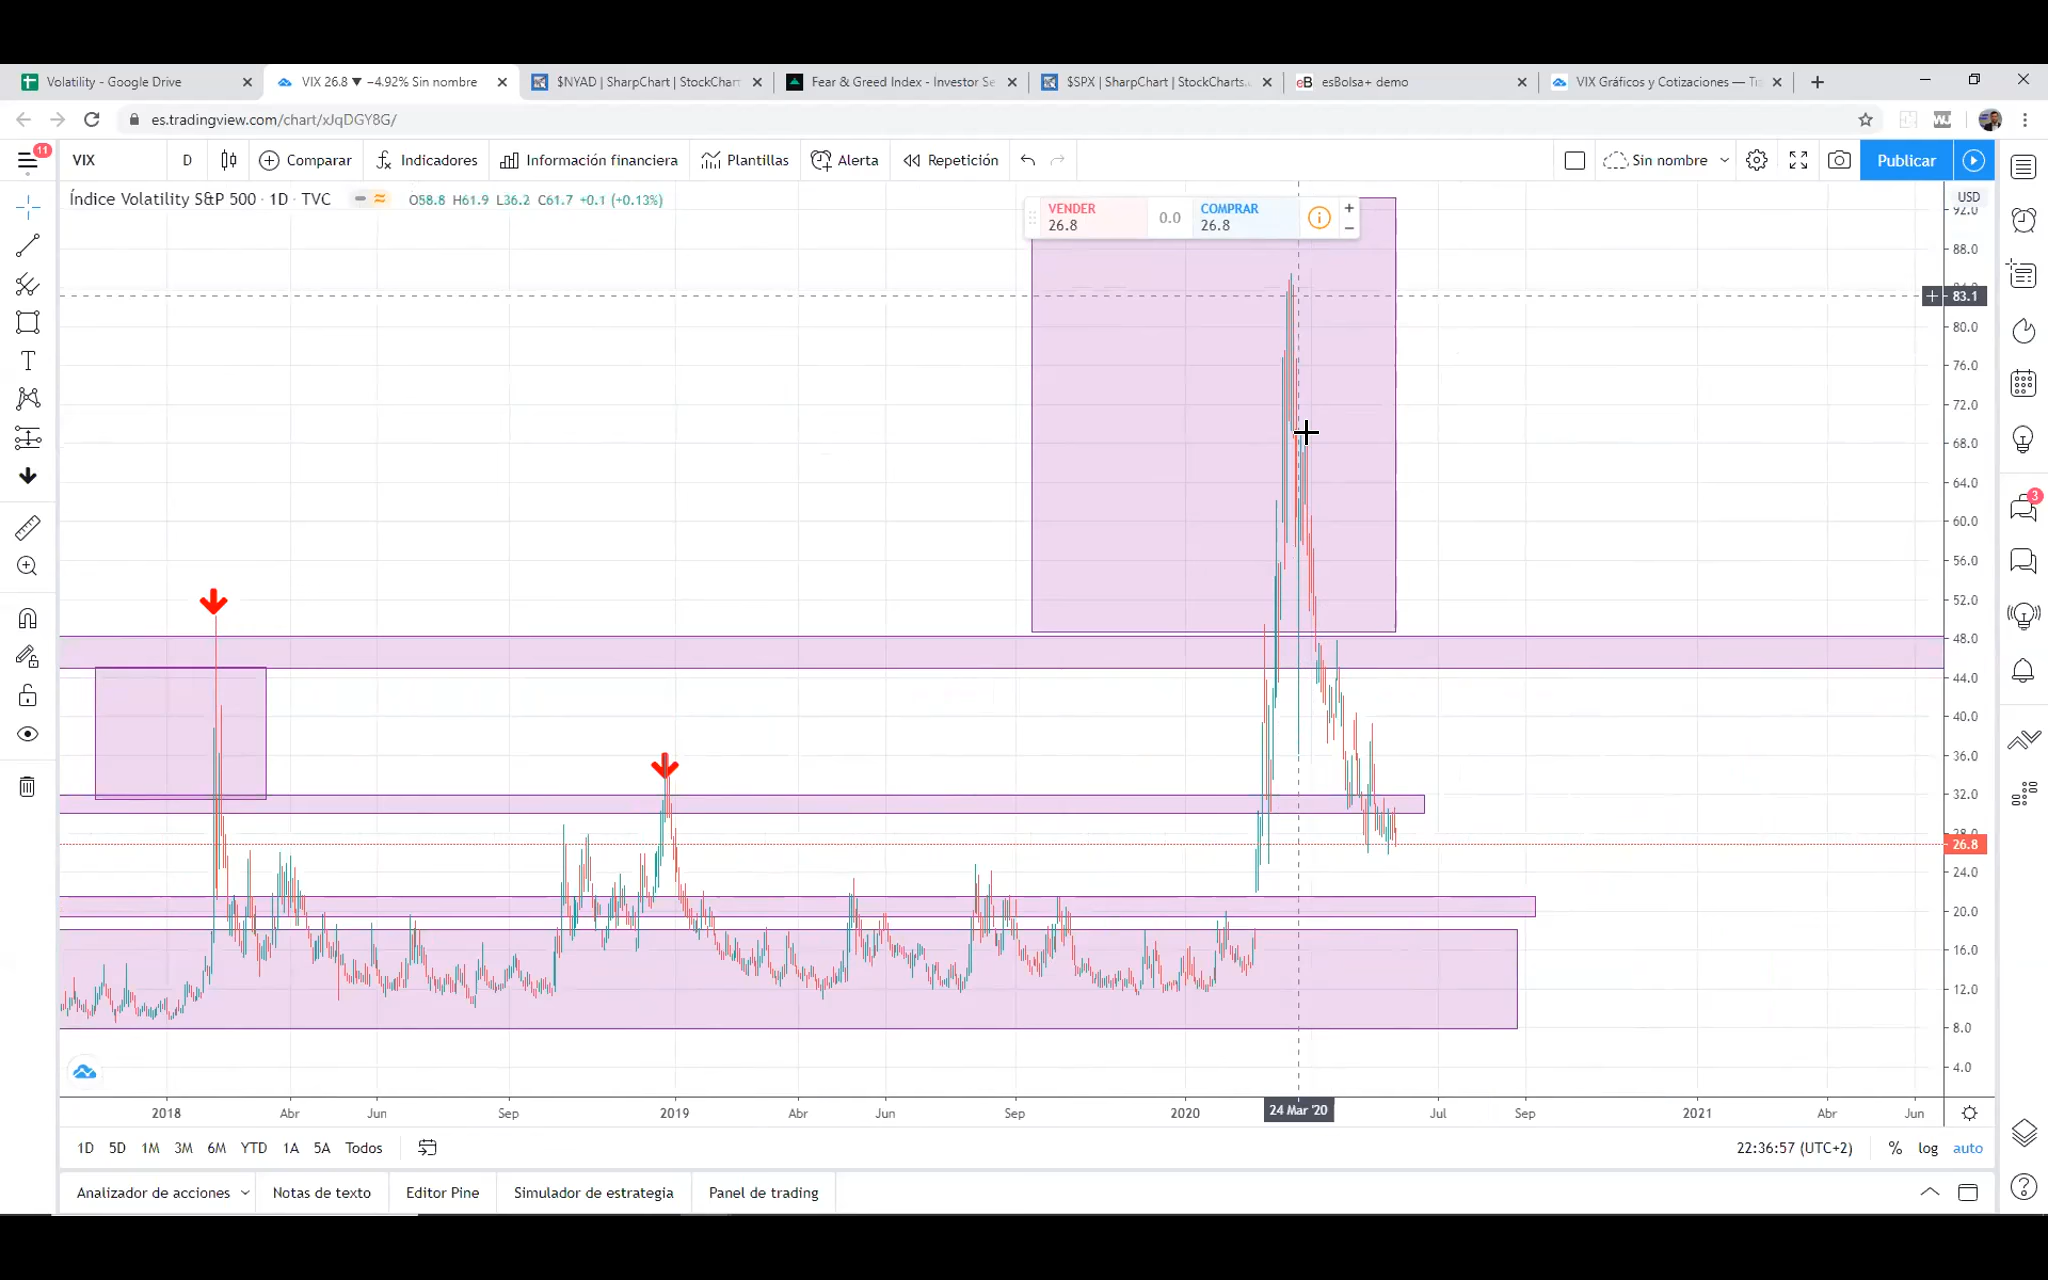 Volatility - Google Drive
VIX 26.8 ▼ −4.92% Sin nombre
$NYAD | SharpChart | StockChart
Fear & Greed Index - Investor Se
$SPX | SharpChart | StockCharts.
esBolsa+ demo
VIX Gráficos y Cotizaciones —
es.tradingview.com/chart/xJqDGY8G/
11
VIX
D
Comparar
Indicadores
Información financiera
Plantillas
Alerta
Repetición
Sin nombre
Publicar
Índice Volatility S&P 500 · 1D · TVC
O58.8 H61.9 L36.2 C61.7 +0.1 (+0.13%)
VENDER
26.8
0.0
COMPRAR
26.8
USD
92.0
88.0
83.1
80.0
76.0
72.0
68.0
64.0
60.0
56.0
52.0
48.0
44.0
40.0
36.0
32.0
28.0
26.8
24.0
20.0
16.0
12.0
8.0
4.0
3
2018
Abr
Jun
Sep
2019
Abr
Jun
Sep
2020
24 Mar '20
Jul
Sep
2021
Abr
Jun
1D 5D 1M 3M 6M YTD 1A 5A Todos
22:36:57 (UTC+2)
%
log
auto
Analizador de acciones
Notas de texto
Editor Pine
Simulador de estrategia
Panel de trading